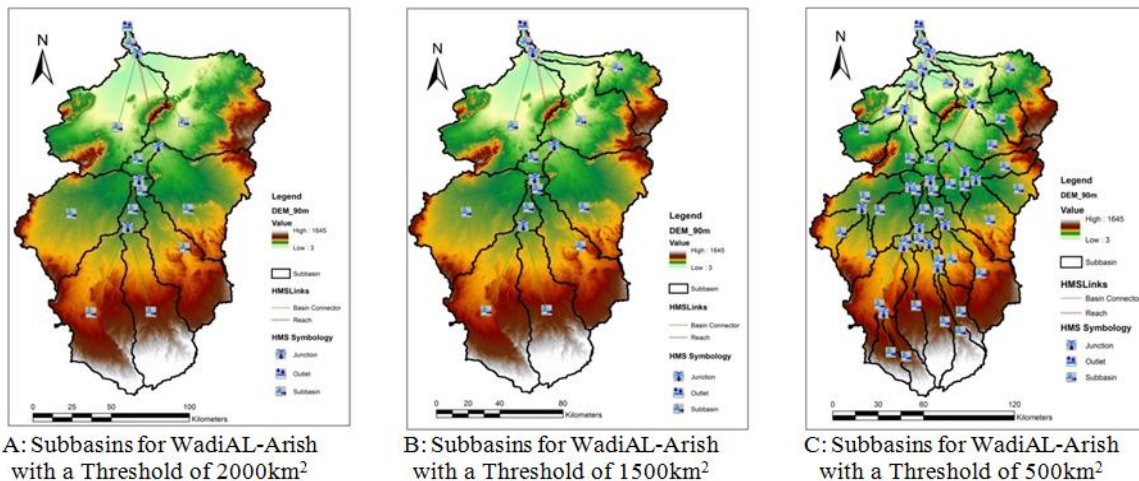 N
Legend
DEM_90m
Value
High : 1645
Low : 3
Subbasin
HMSLinks
Basin Connector
Reach
HMS Symbology
Junction
Outlet
Subbasin
0 25 50 100
Kilometers
A: Subbasins for WadiAL-Arish
with a Threshold of 2000km²
N
Legend
DEM_90m
Value
High : 1645
Low : 3
Subbasin
HMSLinks
Basin Connector
Reach
HMS Symbology
Junction
Outlet
Subbasin
0 20 40 80
Kilometers
B: Subbasins for WadiAL-Arish
with a Threshold of 1500km²
N
Legend
DEM_90m
Value
High : 1645
Low : 3
Subbasin
HMSLinks
Basin Connector
Reach
HMS Symbology
Junction
Outlet
Subbasin
0 30 60 120
Kilometers
C: Subbasins for WadiAL-Arish
with a Threshold of 500km²